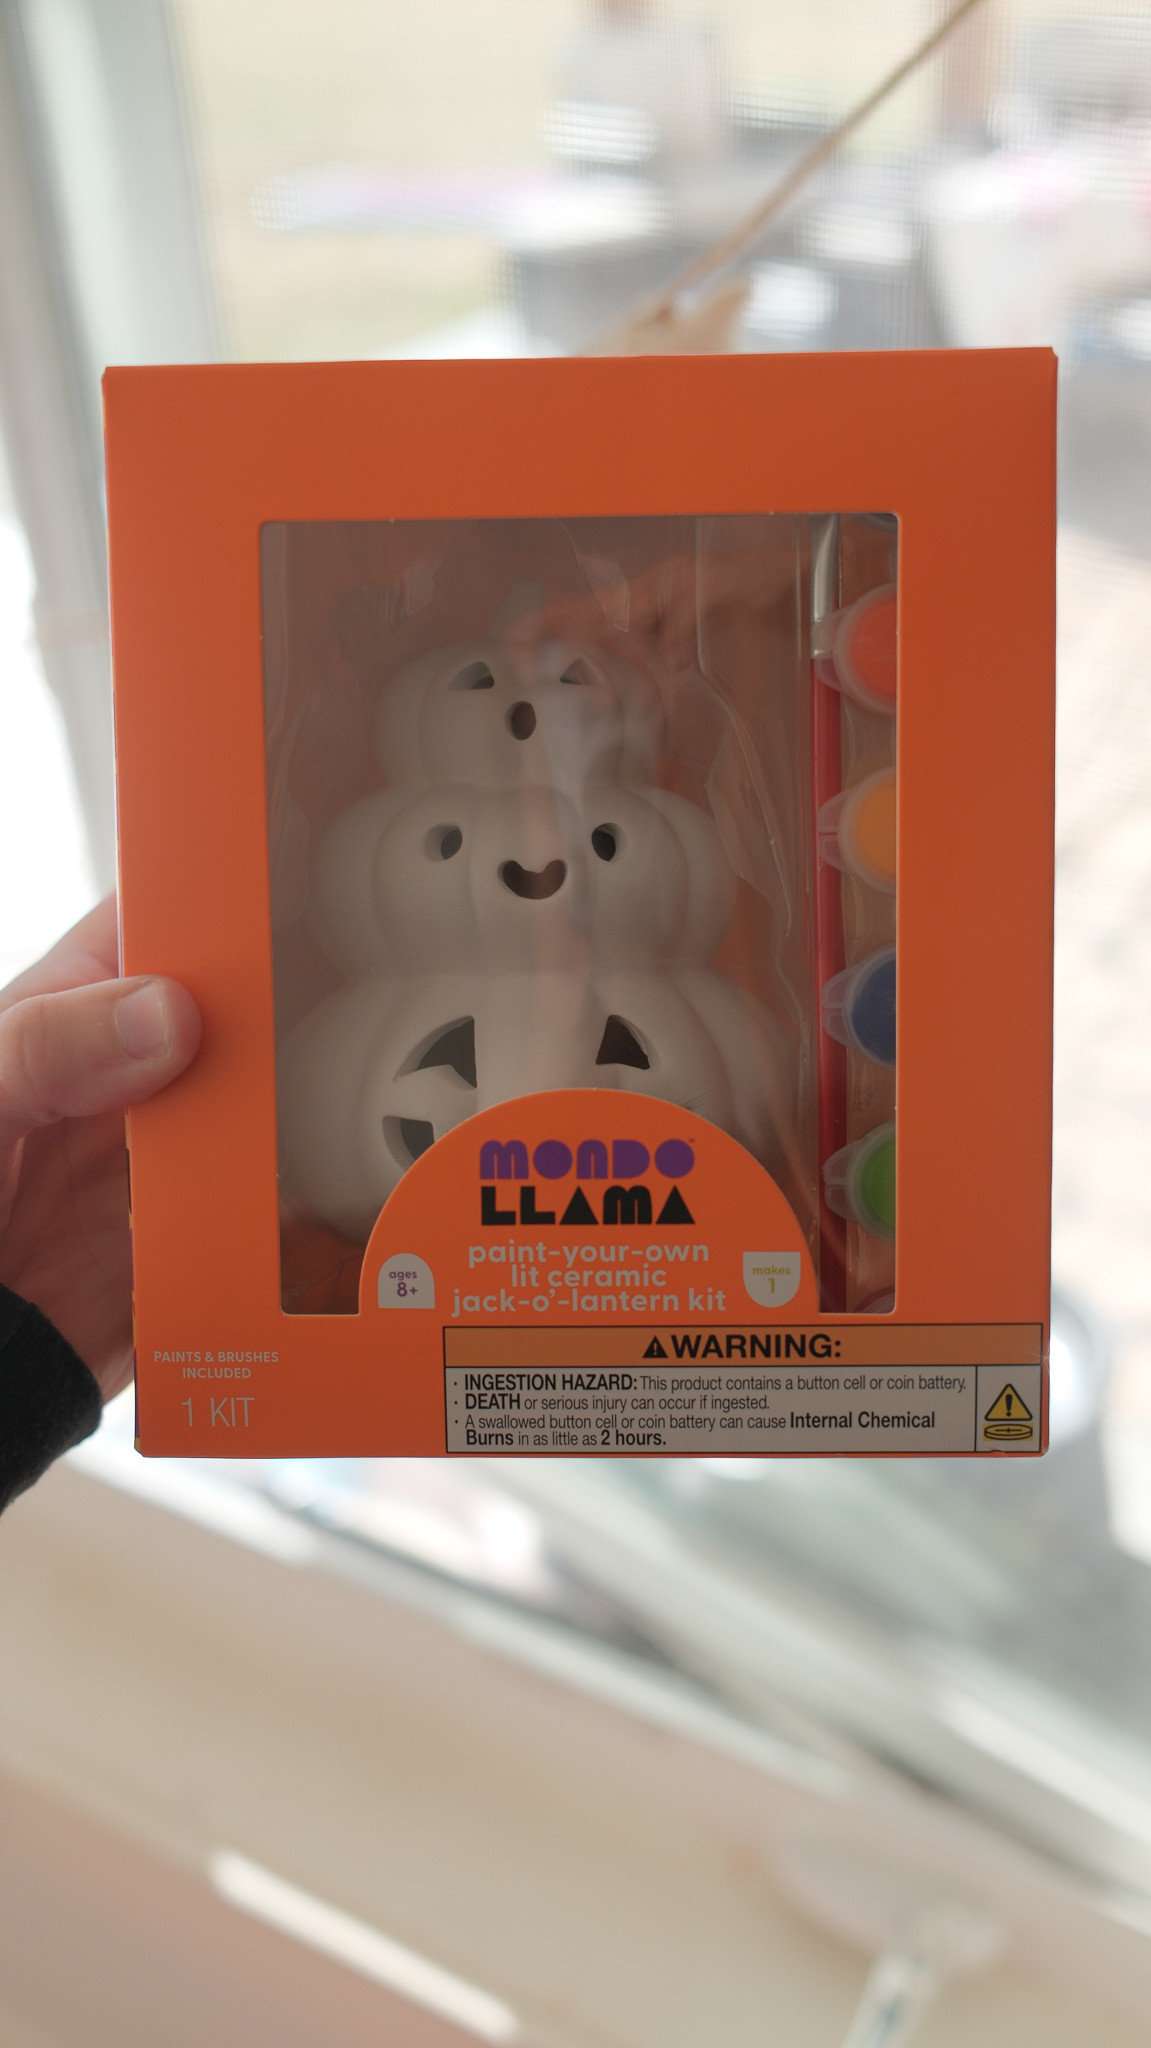 MONDO™
LLAMA
paint-your-own
lit ceramic
jack-o'-lantern kit
ages
8+
makes
1
PAINTS & BRUSHES
INCLUDED
1 KIT
WARNING:
· INGESTION HAZARD: This product contains a button cell or coin battery.
· DEATH or serious injury can occur if ingested.
· A swallowed button cell or coin battery can cause Internal Chemical
Burns in as little as 2 hours.